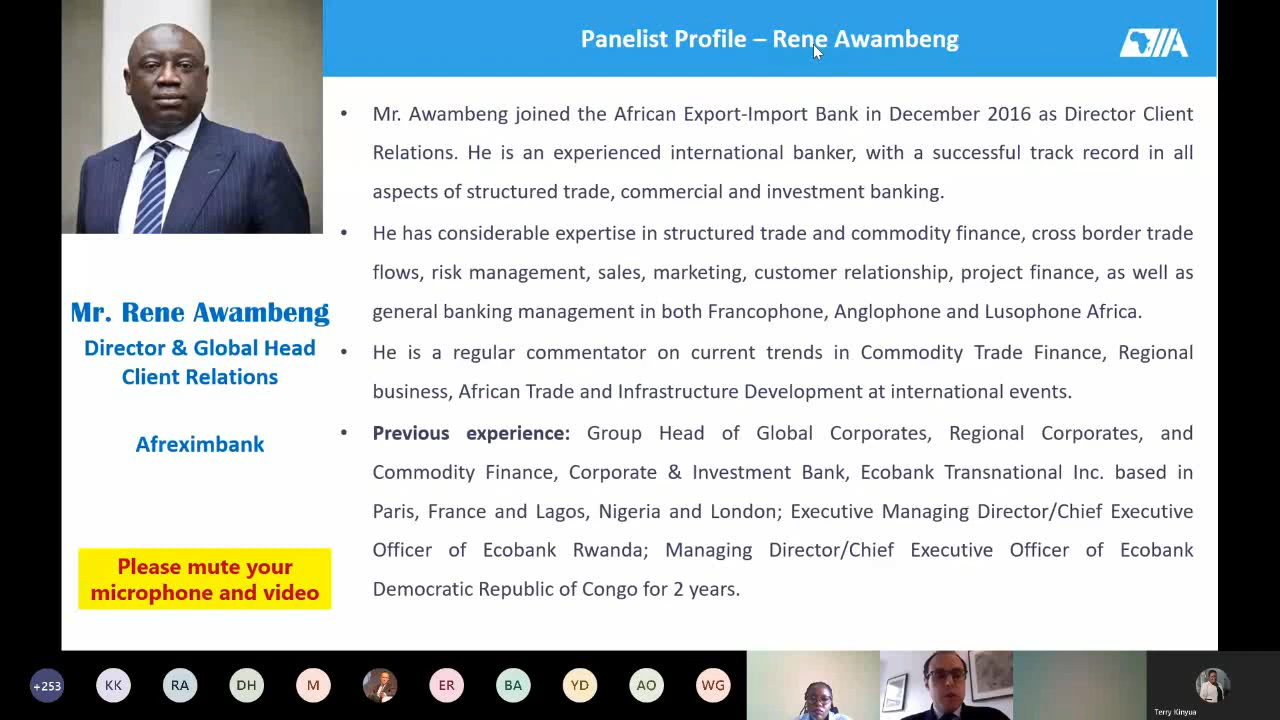 Panelist Profile – Rene Awambeng
• Mr. Awambeng joined the African Export-Import Bank in December 2016 as Director Client
Relations. He is an experienced international banker, with a successful track record in all
aspects of structured trade, commercial and investment banking.
• He has considerable expertise in structured trade and commodity finance, cross border trade
flows, risk management, sales, marketing, customer relationship, project finance, as well as
general banking management in both Francophone, Anglophone and Lusophone Africa.
• He is a regular commentator on current trends in Commodity Trade Finance, Regional
business, African Trade and Infrastructure Development at international events.
• Previous experience: Group Head of Global Corporates, Regional Corporates, and
Commodity Finance, Corporate & Investment Bank, Ecobank Transnational Inc. based in
Paris, France and Lagos, Nigeria and London; Executive Managing Director/Chief Executive
Officer of Ecobank Rwanda; Managing Director/Chief Executive Officer of Ecobank
Democratic Republic of Congo for 2 years.
Mr. Rene Awambeng
Director & Global Head
Client Relations
Afreximbank
Please mute your
microphone and video
+253
KK
RA
DH
M
ER
BA
YD
AO
WG
Terry Kinyua